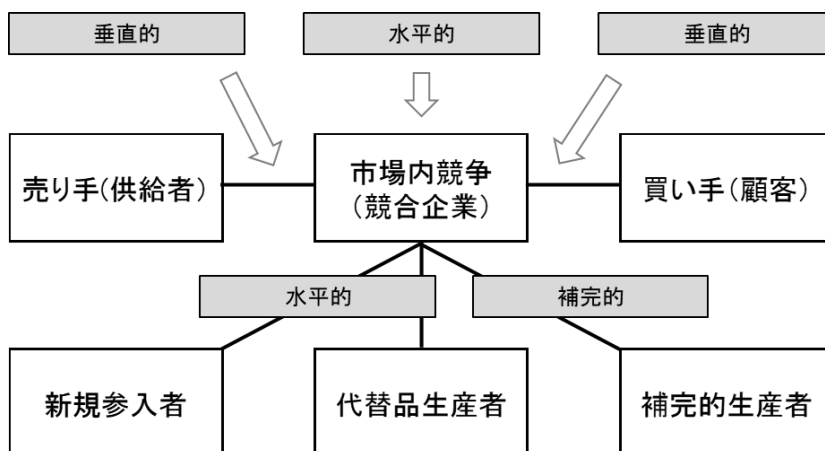 垂直的
水平的
垂直的
売り手(供給者)
市場内競争
(競合企業)
買い手(顧客)
水平的
補完的
新規参入者
代替品生産者
補完的生産者